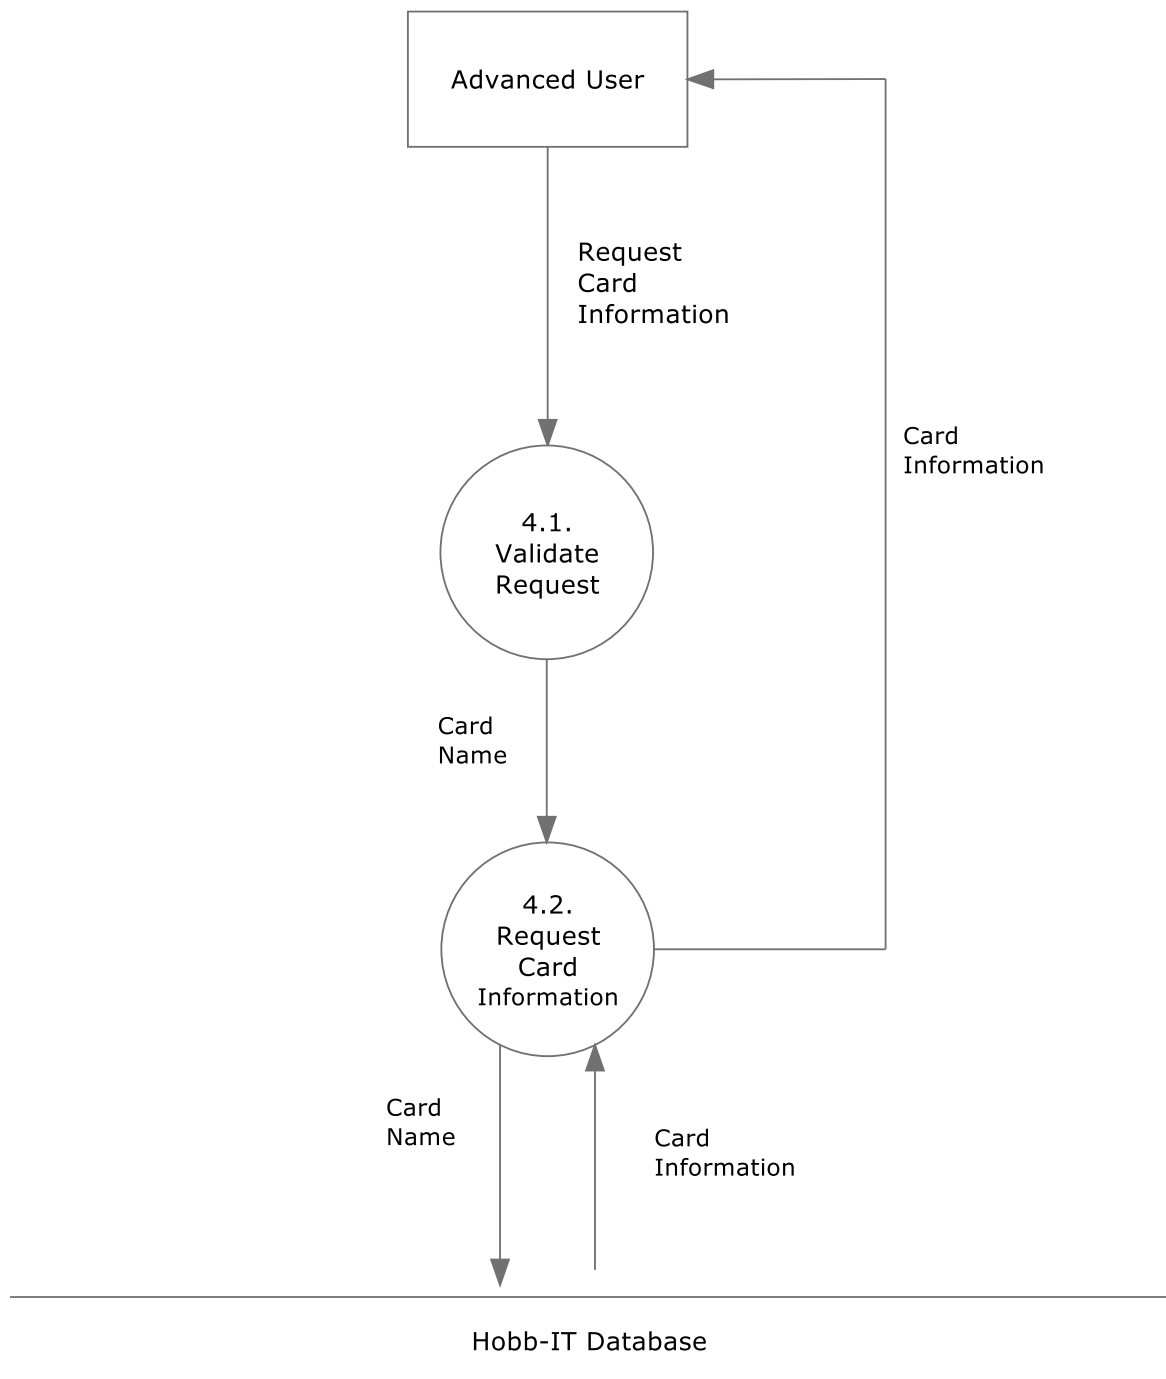 Advanced User
Request
Card
Information
Card
Information
4.1.
Validate
Request
Card
Name
4.2.
Request
Card
Information
Card
Name
Card
Information
Hobb-IT Database